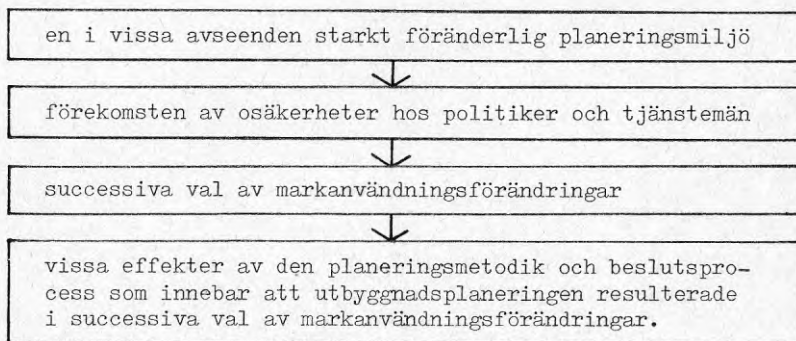 en i vissa avseenden starkt föränderlig planeringsmiljö
förekomsten av osäkerheter hos politiker och tjänstemän
successiva val av markanvändningsförändringar
vissa effekter av den planeringsmetodik och beslutspro-
cess som innebar att utbyggnadsplaneringen resulterade
i successiva val av markanvändningsförändringar.